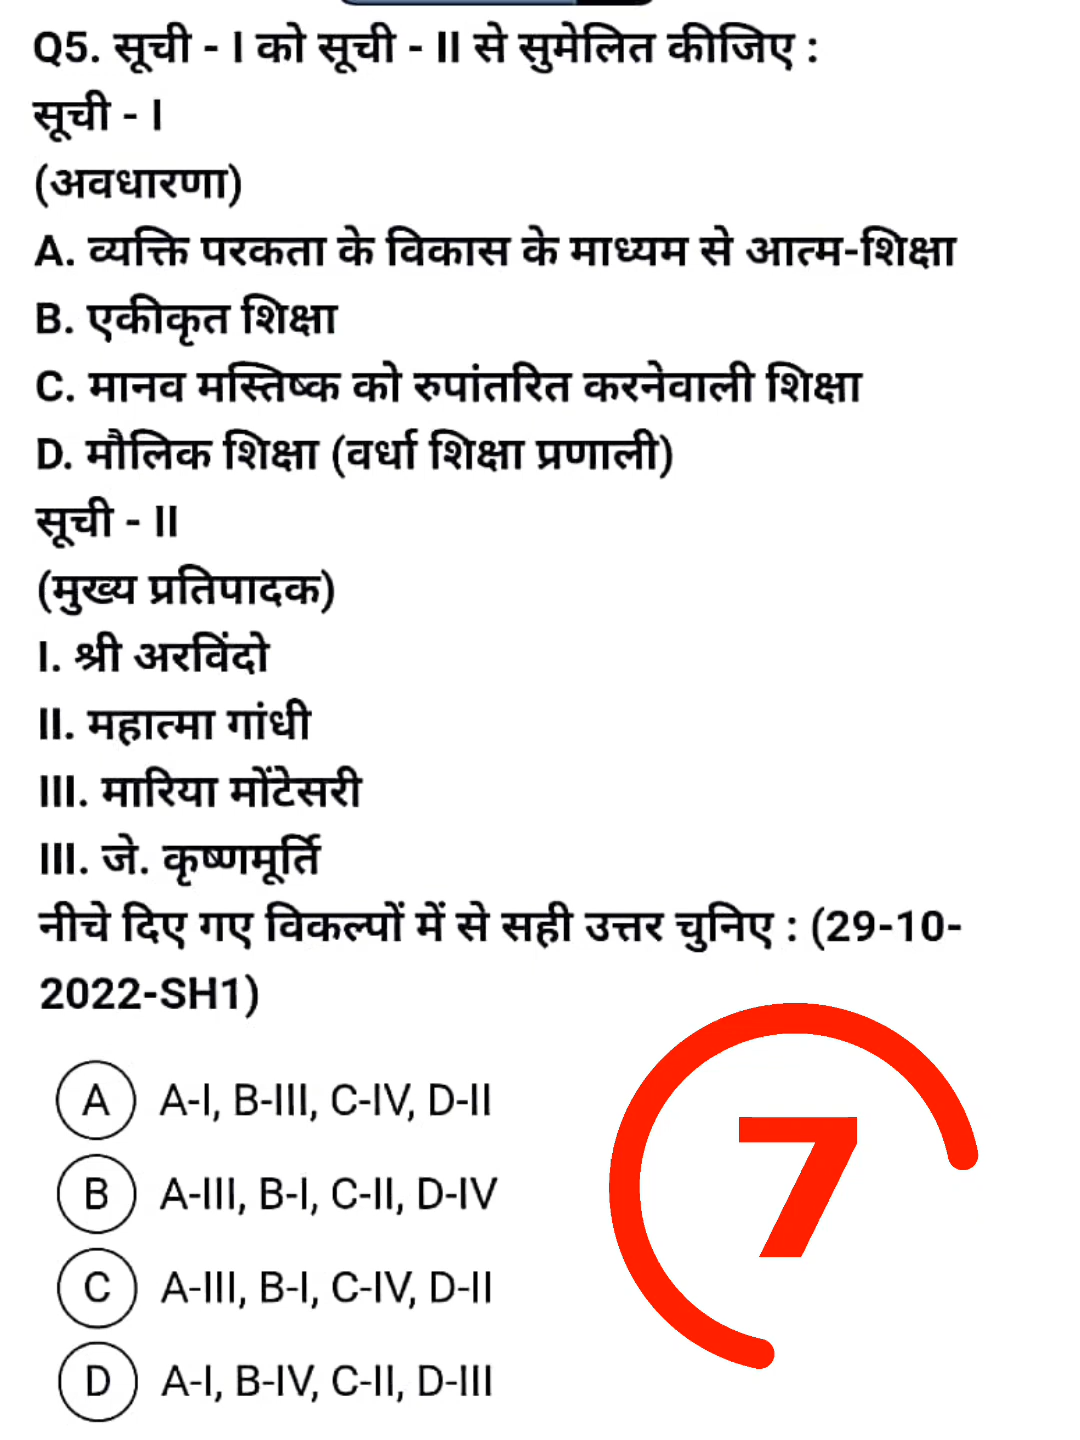 Q5. सूची - I को सूची - II से सुमेलित कीजिए :
सूची - I
(अवधारणा)
A. व्यक्ति परकता के विकास के माध्यम से आत्म-शिक्षा
B. एकीकृत शिक्षा
C. मानव मस्तिष्क को रुपांतरित करनेवाली शिक्षा
D. मौलिक शिक्षा (वर्धा शिक्षा प्रणाली)
सूची - II
(मुख्य प्रतिपादक)
I. श्री अरविंदो
II. महात्मा गांधी
III. मारिया मोंटेसरी
III. जे. कृष्णमूर्ति
नीचे दिए गए विकल्पों में से सही उत्तर चुनिए : (29-10-
2022-SH1)
A A-I, B-III, C-IV, D-II
B A-III, B-I, C-II, D-IV
C A-III, B-I, C-IV, D-II
D A-I, B-IV, C-II, D-III
7